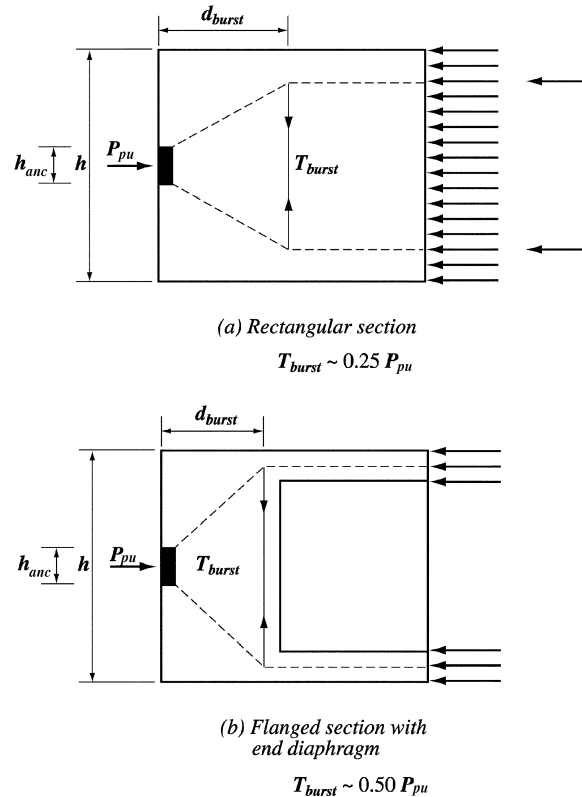 d_burst
h_anc
h
P_pu
T_burst
(a) Rectangular section
T_burst ~ 0.25 P_pu
d_burst
h_anc
h
P_pu
T_burst
(b) Flanged section with
end diaphragm
T_burst ~ 0.50 P_pu